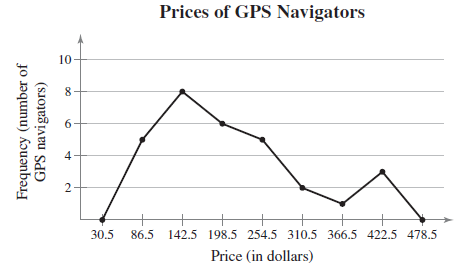 Prices of GPS Navigators
Frequency (number of
GPS navigators)
10
8
6
4
2
30.5 86.5 142.5 198.5 254.5 310.5 366.5 422.5 478.5
Price (in dollars)